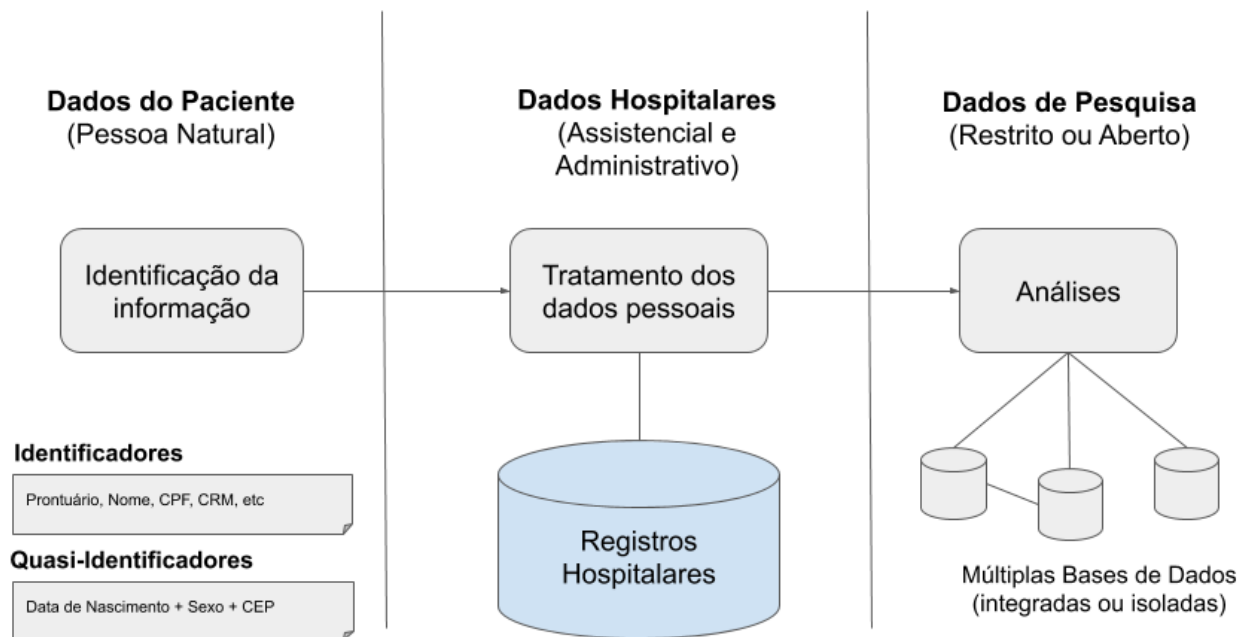 Dados do Paciente
(Pessoa Natural)
Identificação da
informação
Identificadores
Prontuário, Nome, CPF, CRM, etc
Quasi-Identificadores
Data de Nascimento + Sexo + CEP
Dados Hospitalares
(Assistencial e
Administrativo)
Tratamento dos
dados pessoais
Registros
Hospitalares
Dados de Pesquisa
(Restrito ou Aberto)
Análises
Múltiplas Bases de Dados
(integradas ou isoladas)